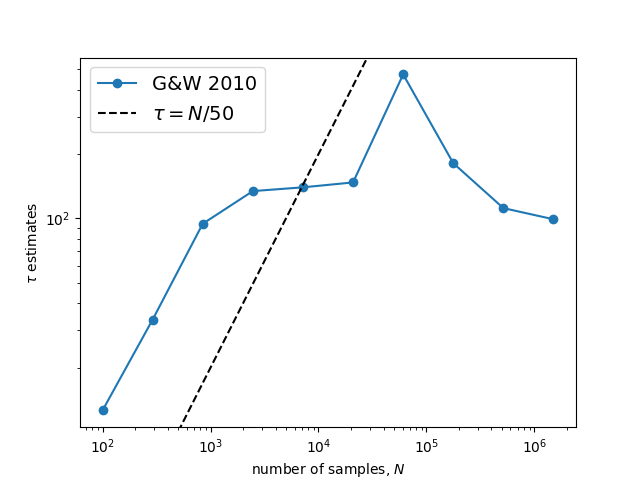 G&W 2010
τ = N/50
τ estimates
10²
10² 10³ 10⁴ 10⁵ 10⁶
number of samples, N